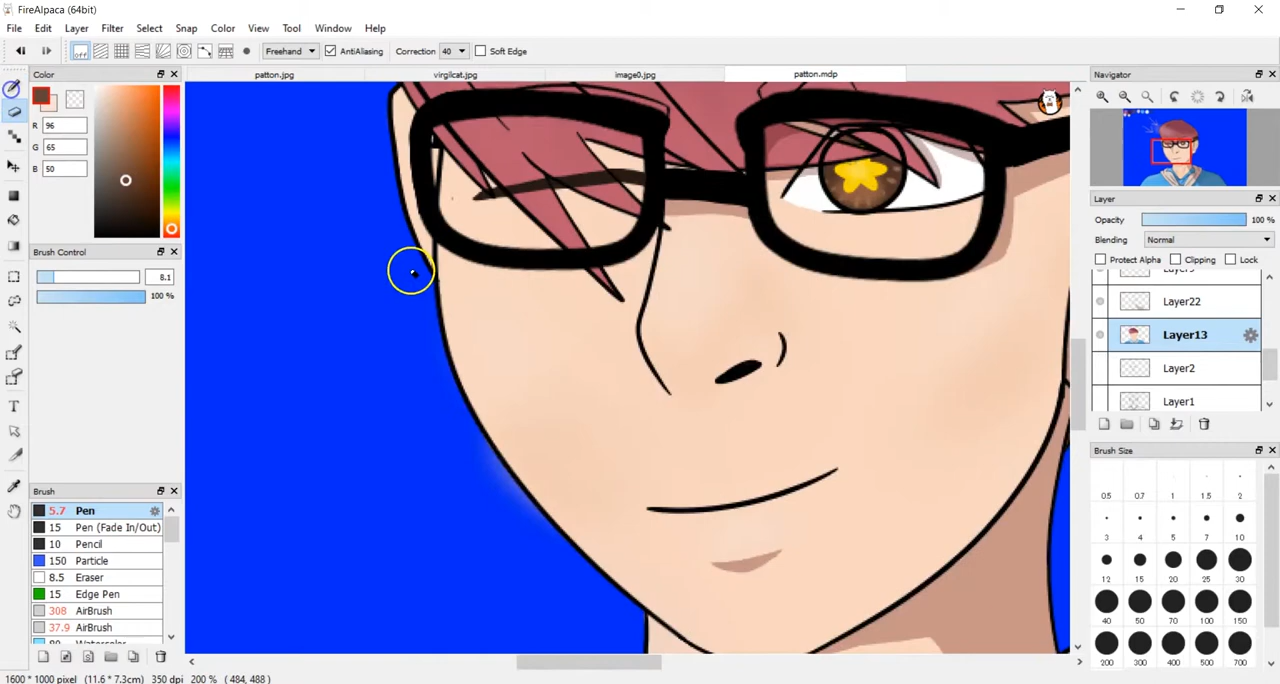 FireAlpaca (64bit)
File Edit Layer Filter Select Snap Color View Tool Window Help
off Freehand AntiAliasing Correction 40 Soft Edge
Color
R 96
G 65
B 50
Brush Control
8.1
100 %
Brush
5.7 Pen
15 Pen (Fade In/Out)
10 Pencil
150 Particle
8.5 Eraser
15 Edge Pen
308 AirBrush
37.9 AirBrush
80 Watercolor
patton.jpg virglicat.jpg image0.jpg patton.mdp
Navigator
Layer
Opacity 100 %
Blending Normal
Protect Alpha Clipping Lock
Layer22
Layer13
Layer2
Layer1
Brush Size
0.5 0.7 1 1.5 2
3 4 5 7 10
12 15 20 25 30
40 50 70 100 150
200 300 400 500 700
1600 * 1000 pixel (11.6 * 7.3cm) 350 dpi 200 % ( 484, 488 )